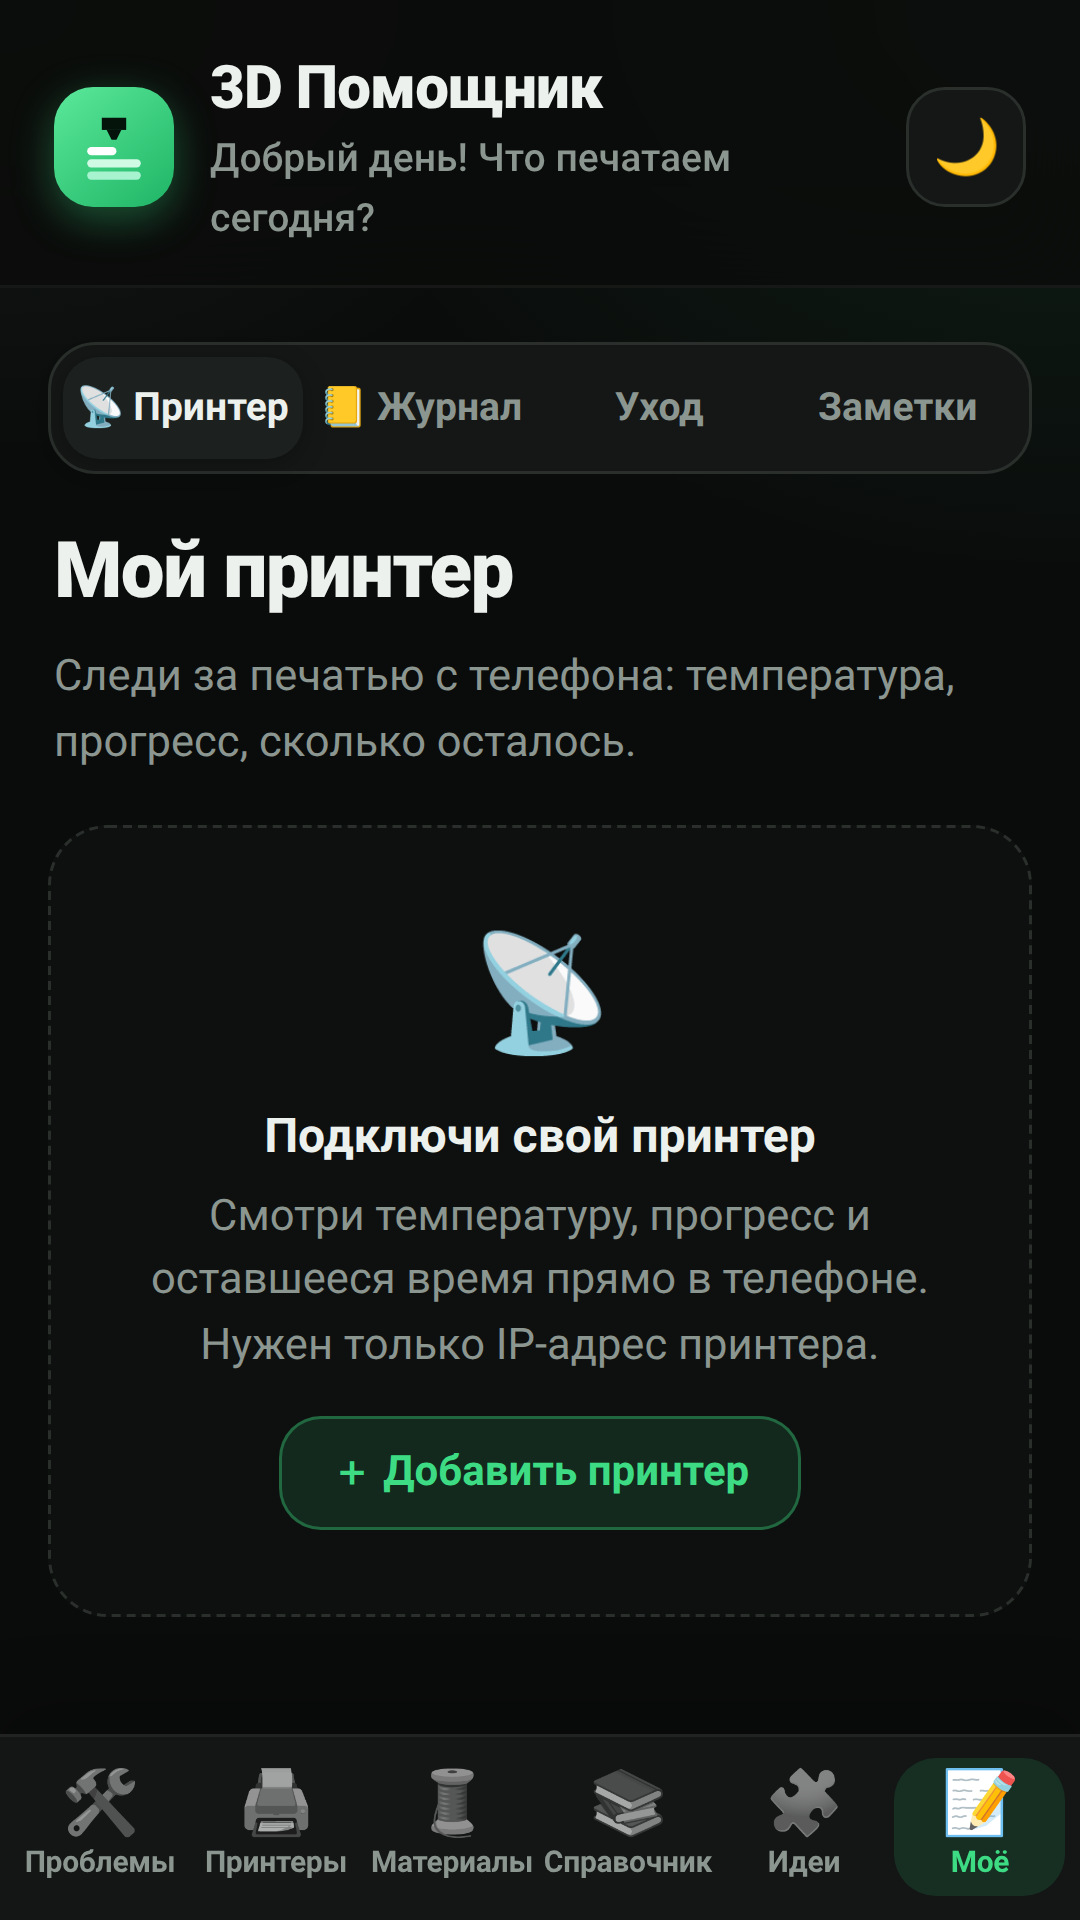 3D Помощник
Добрый день! Что печатаем
сегодня?
Принтер
Журнал
Уход
Заметки
Мой принтер
Следи за печатью с телефона: температура,
прогресс, сколько осталось.
Подключи свой принтер
Смотри температуру, прогресс и
оставшееся время прямо в телефоне.
Нужен только IP-адрес принтера.
+ Добавить принтер
Проблемы
Принтеры
Материалы
Справочник
Идеи
Моё